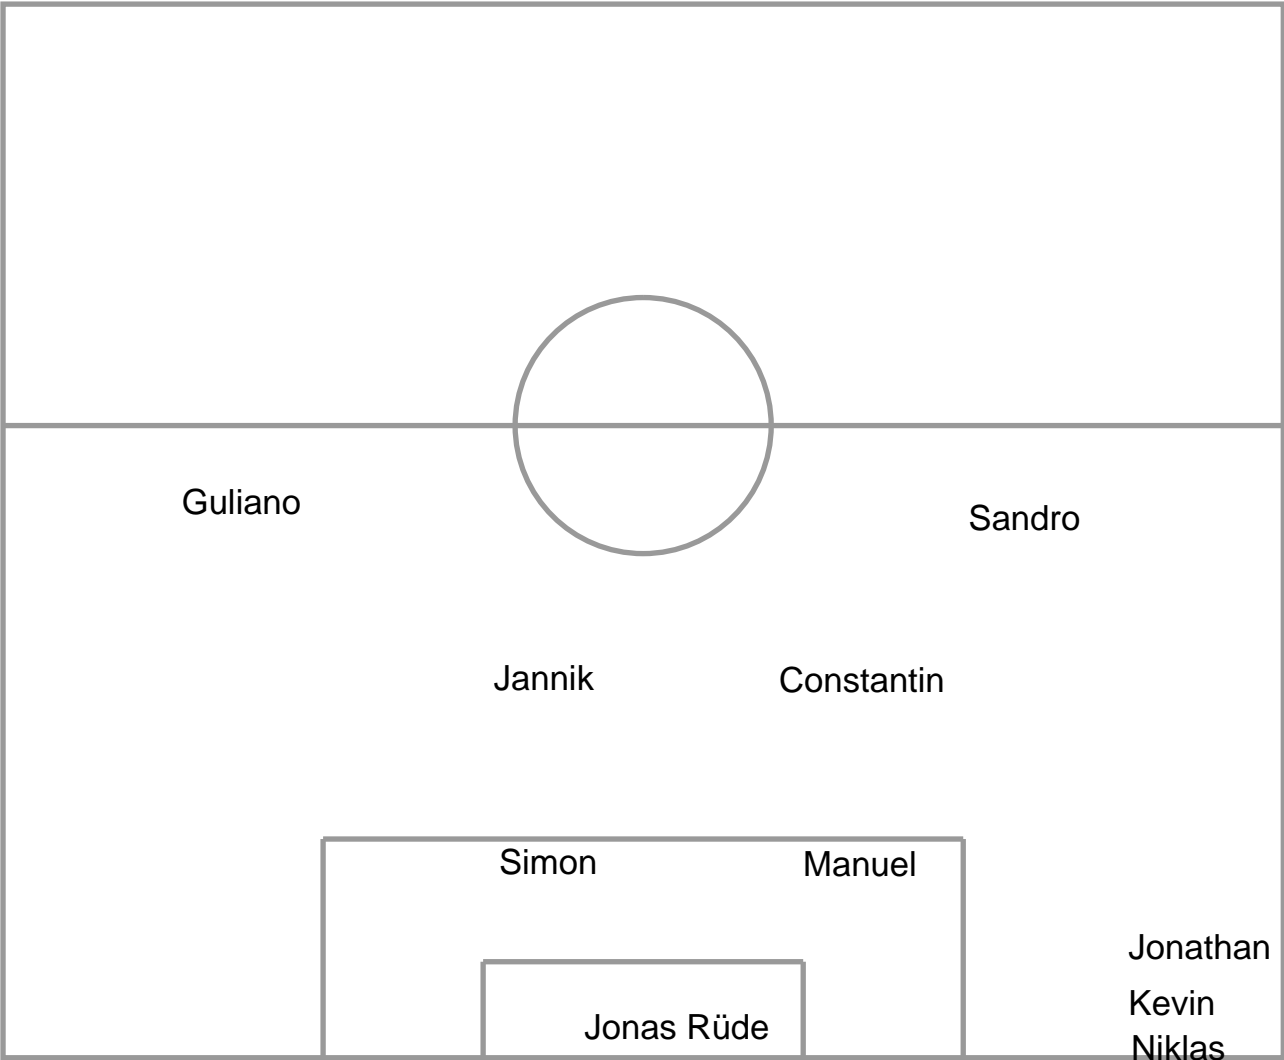 Guliano
Sandro
Jannik
Constantin
Simon
Manuel
Jonathan
Kevin
Jonas Rüde
Niklas